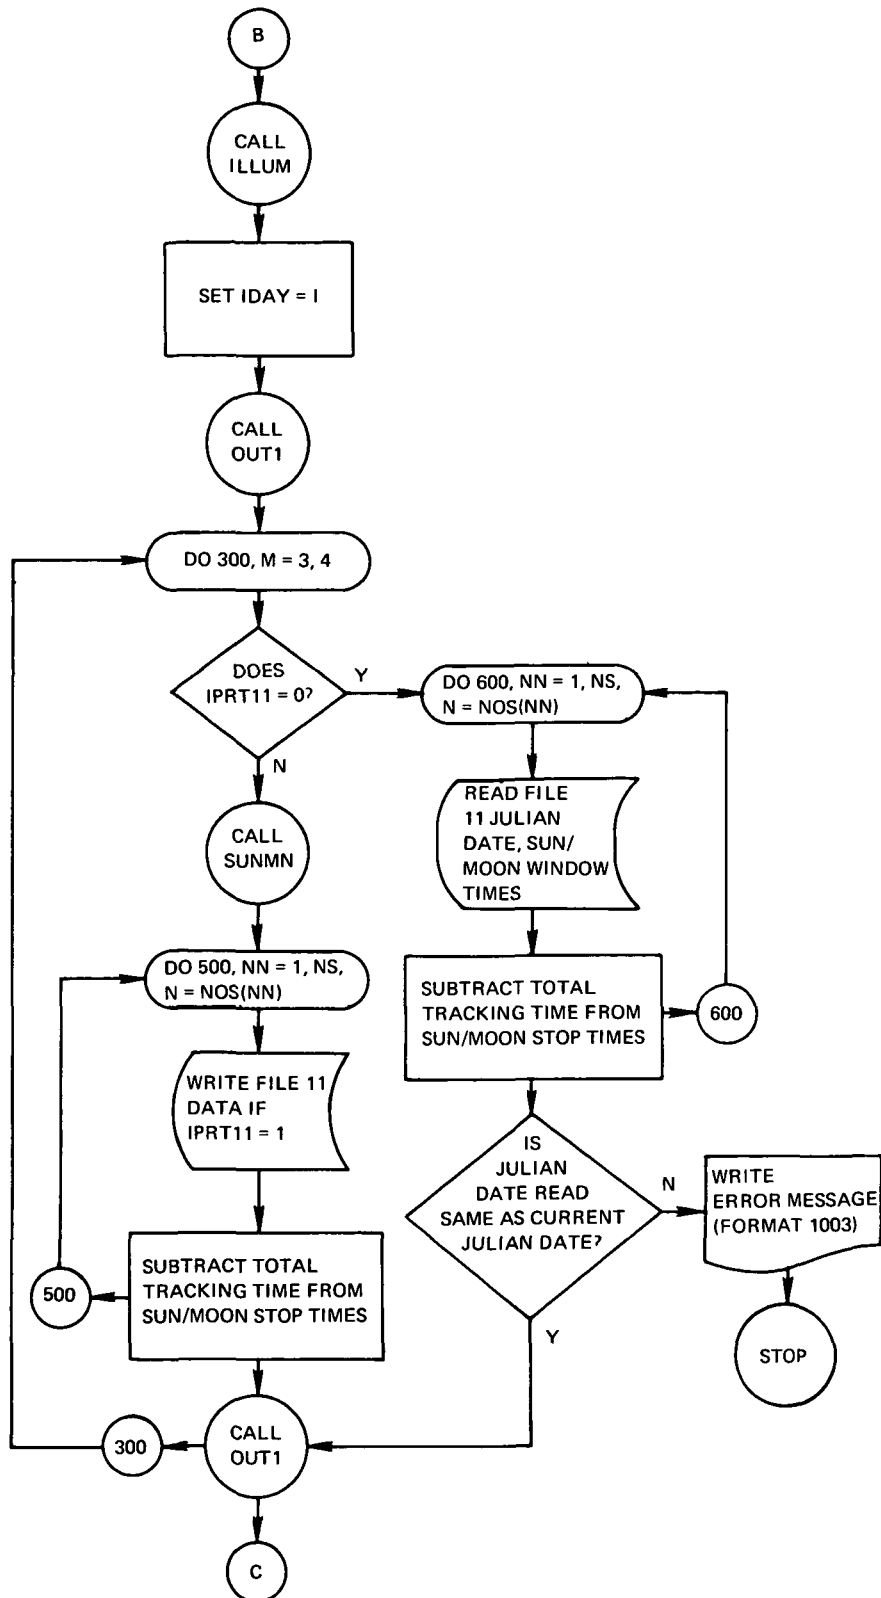 B
CALL
ILLUM
SET IDAY = I
CALL
OUT1
DO 300, M = 3, 4
DOES
IPRT11 = 0?
Y
N
DO 600, NN = 1, NS,
N = NOS(NN)
READ FILE
11 JULIAN
DATE, SUN/
MOON WINDOW
TIMES
CALL
SUNMN
DO 500, NN = 1, NS,
N = NOS(NN)
SUBTRACT TOTAL
TRACKING TIME FROM
SUN/MOON STOP TIMES
600
WRITE FILE 11
DATA IF
IPRT11 = 1
IS
JULIAN
DATE READ
SAME AS CURRENT
JULIAN DATE?
N
WRITE
ERROR MESSAGE
(FORMAT 1003)
SUBTRACT TOTAL
TRACKING TIME FROM
SUN/MOON STOP TIMES
500
Y
STOP
CALL
OUT1
300
C